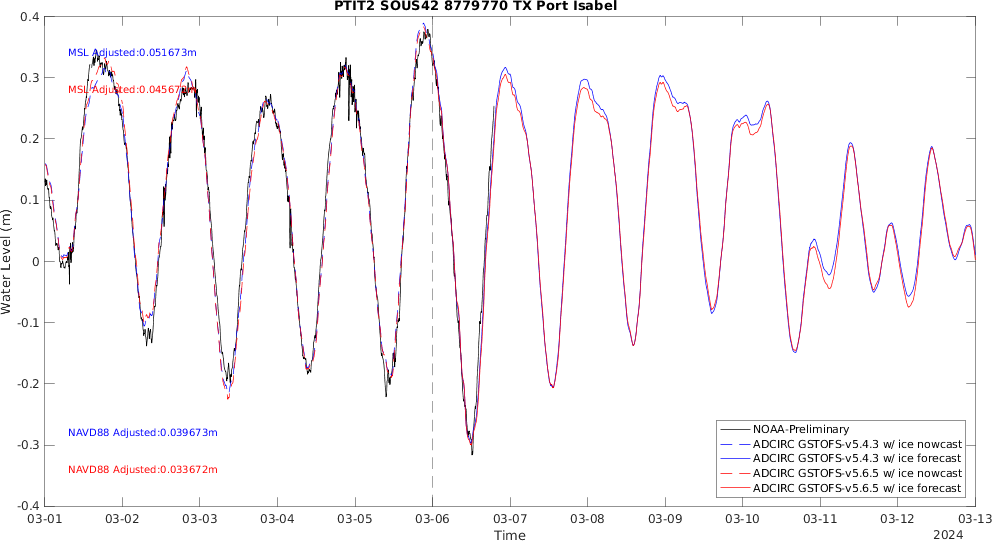 PTIT2 SOUS42 8779770 TX Port Isabel
0.4
0.3
0.2
0.1
0
-0.1
-0.2
-0.3
-0.4
Water Level (m)
MSL Adjusted:0.051673m
MSL Adjusted:0.04567
NAVD88 Adjusted:0.039673m
NAVD88 Adjusted:0.033672m
NOAA-Preliminary
ADCIRC GSTOFS-v5.4.3 w/ ice nowcast
ADCIRC GSTOFS-v5.4.3 w/ ice forecast
ADCIRC GSTOFS-v5.6.5 w/ ice nowcast
ADCIRC GSTOFS-v5.6.5 w/ ice forecast
03-01 03-02 03-03 03-04 03-05 03-06 03-07 03-08 03-09 03-10 03-11 03-12 03-13
Time
2024